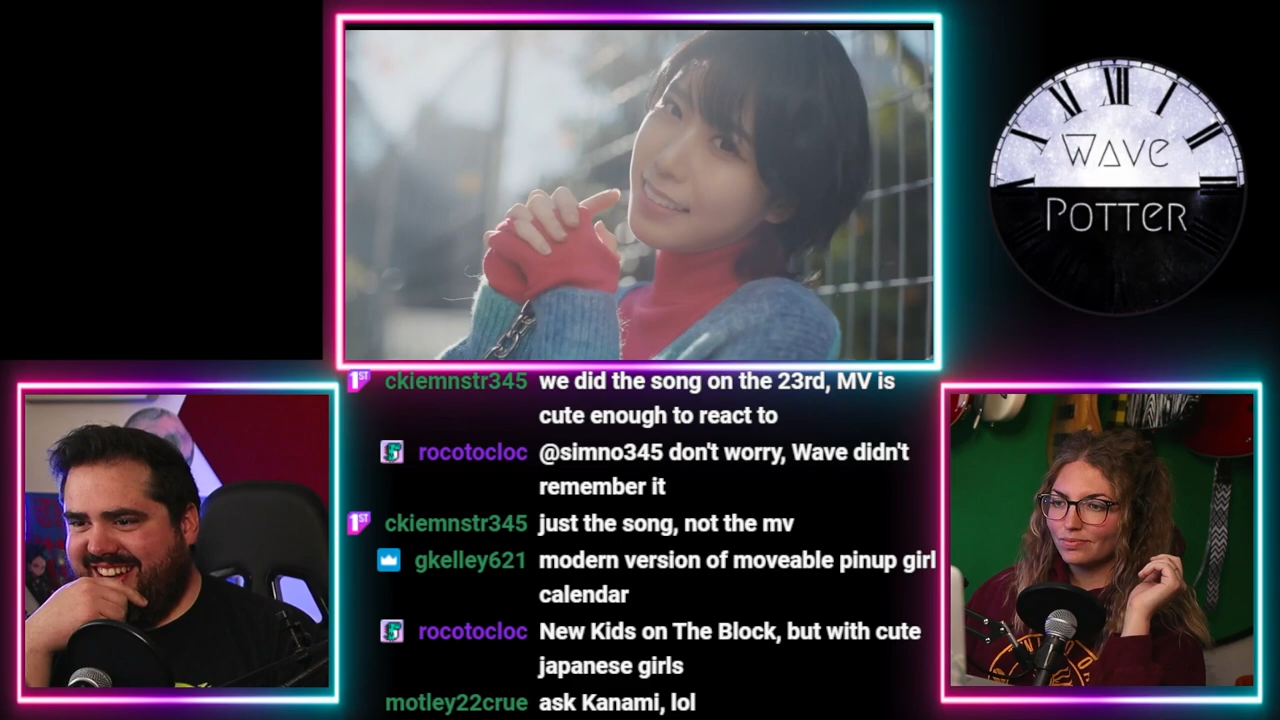 Wave
Potter
1ST ckiemnstr345 we did the song on the 23rd, MV is
cute enough to react to
rocotocloc @simno345 don't worry, Wave didn't
remember it
1ST ckiemnstr345 just the song, not the mv
gkelley621 modern version of moveable pinup girl
calendar
rocotocloc New Kids on The Block, but with cute
japanese girls
motley22crue ask Kanami, lol